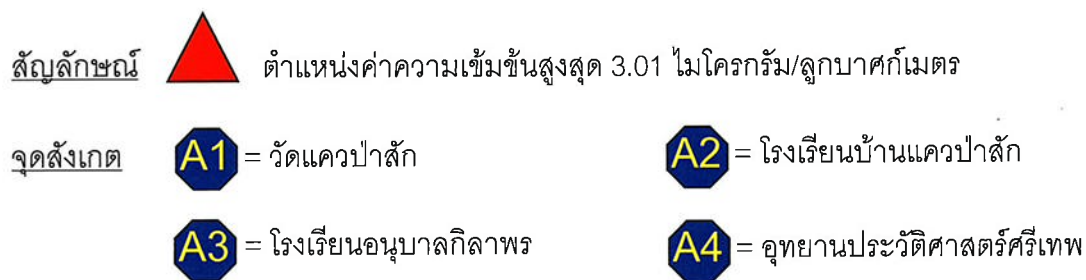 สัญลักษณ์ ตำแหน่งค่าความเข้มข้นสูงสุด 3.01 ไมโครกรัม/ลูกบาศก์เมตร
จุดสังเกต A1 = วัดแควป่าสัก A2 = โรงเรียนบ้านแควป่าสัก
A3 = โรงเรียนอนุบาลกิลาพร A4 = อุทยานประวัติศาสตร์ศรีเทพ